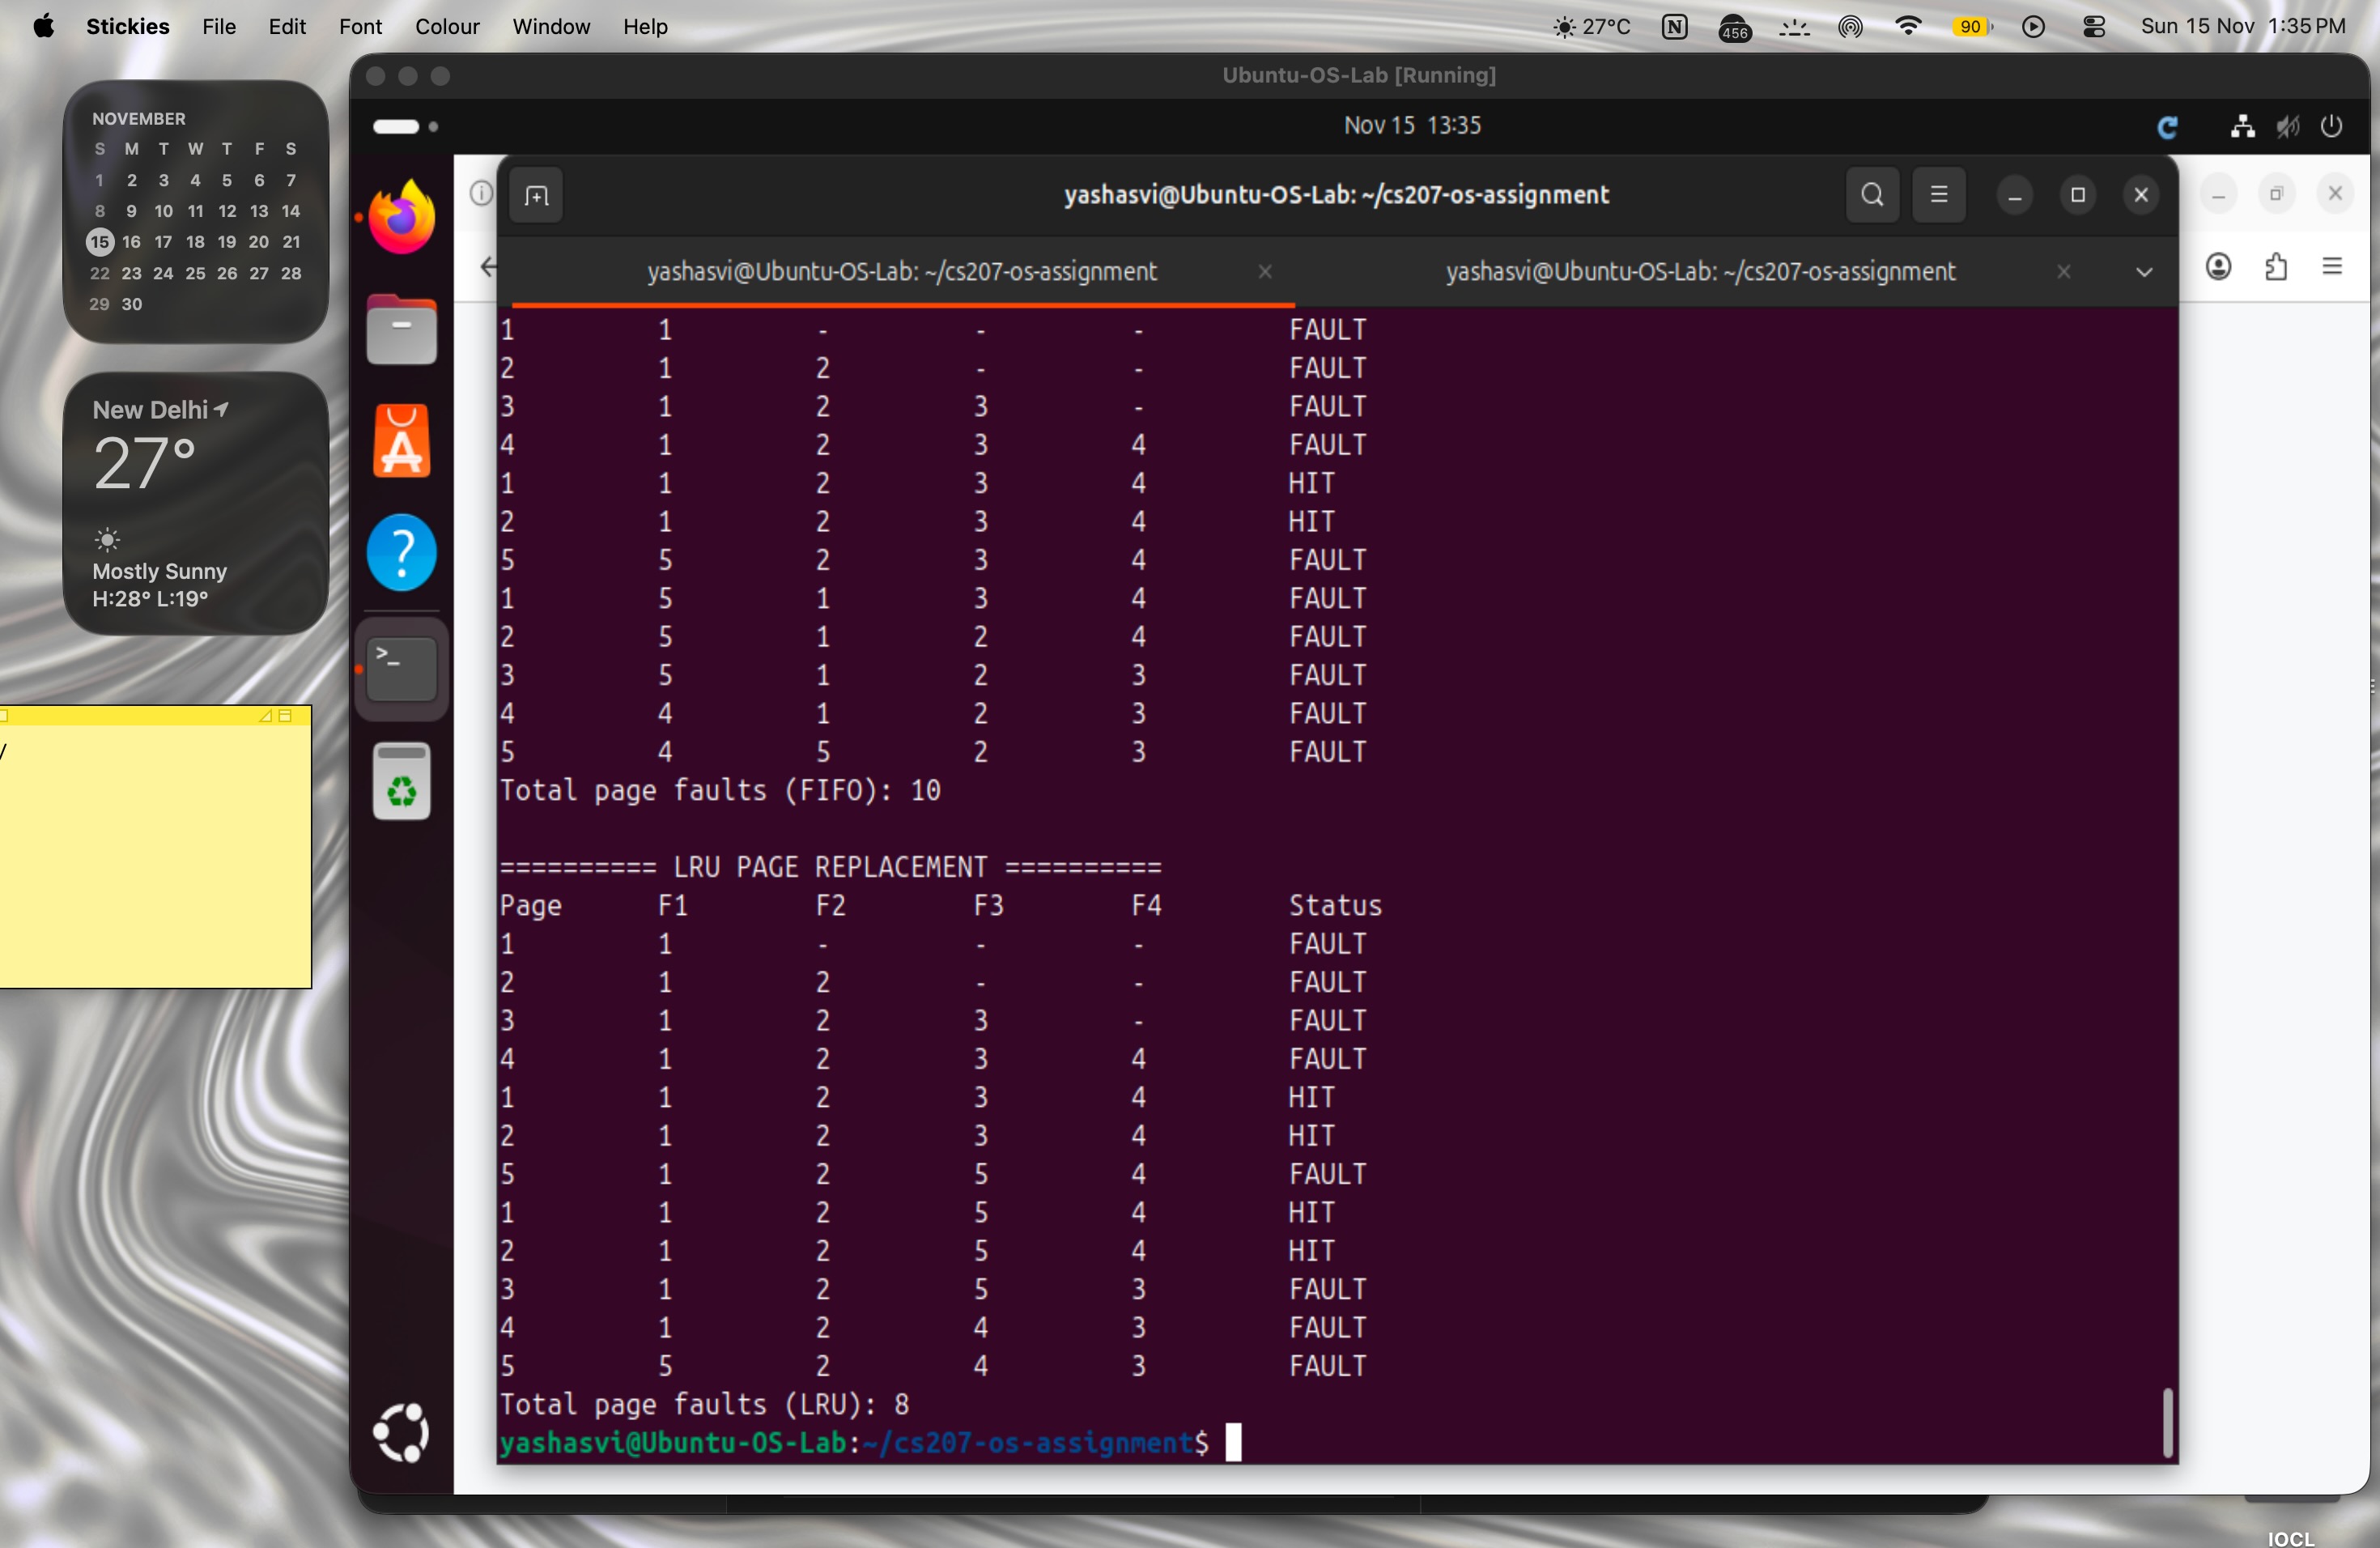 Stickies File Edit Font Colour Window Help 27°C N 456 90 Sun 15 Nov 1:35 PM
Ubuntu-OS-Lab [Running]
Nov 15 13:35
NOVEMBER
S M T W T F S
1 2 3 4 5 6 7
8 9 10 11 12 13 14
15 16 17 18 19 20 21
22 23 24 25 26 27 28
29 30
New Delhi
27°
Mostly Sunny
H:28° L:19°
/
yashasvi@Ubuntu-OS-Lab: ~/cs207-os-assignment
yashasvi@Ubuntu-OS-Lab: ~/cs207-os-assignment × yashasvi@Ubuntu-OS-Lab: ~/cs207-os-assignment ×
1 1 - - - FAULT
2 1 2 - - FAULT
3 1 2 3 - FAULT
4 1 2 3 4 FAULT
1 1 2 3 4 HIT
2 1 2 3 4 HIT
5 5 2 3 4 FAULT
1 5 1 3 4 FAULT
2 5 1 2 4 FAULT
3 5 1 2 3 FAULT
4 4 1 2 3 FAULT
5 4 5 2 3 FAULT
Total page faults (FIFO): 10
========== LRU PAGE REPLACEMENT ==========
Page F1 F2 F3 F4 Status
1 1 - - - FAULT
2 1 2 - - FAULT
3 1 2 3 - FAULT
4 1 2 3 4 FAULT
1 1 2 3 4 HIT
2 1 2 3 4 HIT
5 1 2 5 4 FAULT
1 1 2 5 4 HIT
2 1 2 5 4 HIT
3 1 2 5 3 FAULT
4 1 2 4 3 FAULT
5 5 2 4 3 FAULT
Total page faults (LRU): 8
yashasvi@Ubuntu-OS-Lab:~/cs207-os-assignment$
IOCL